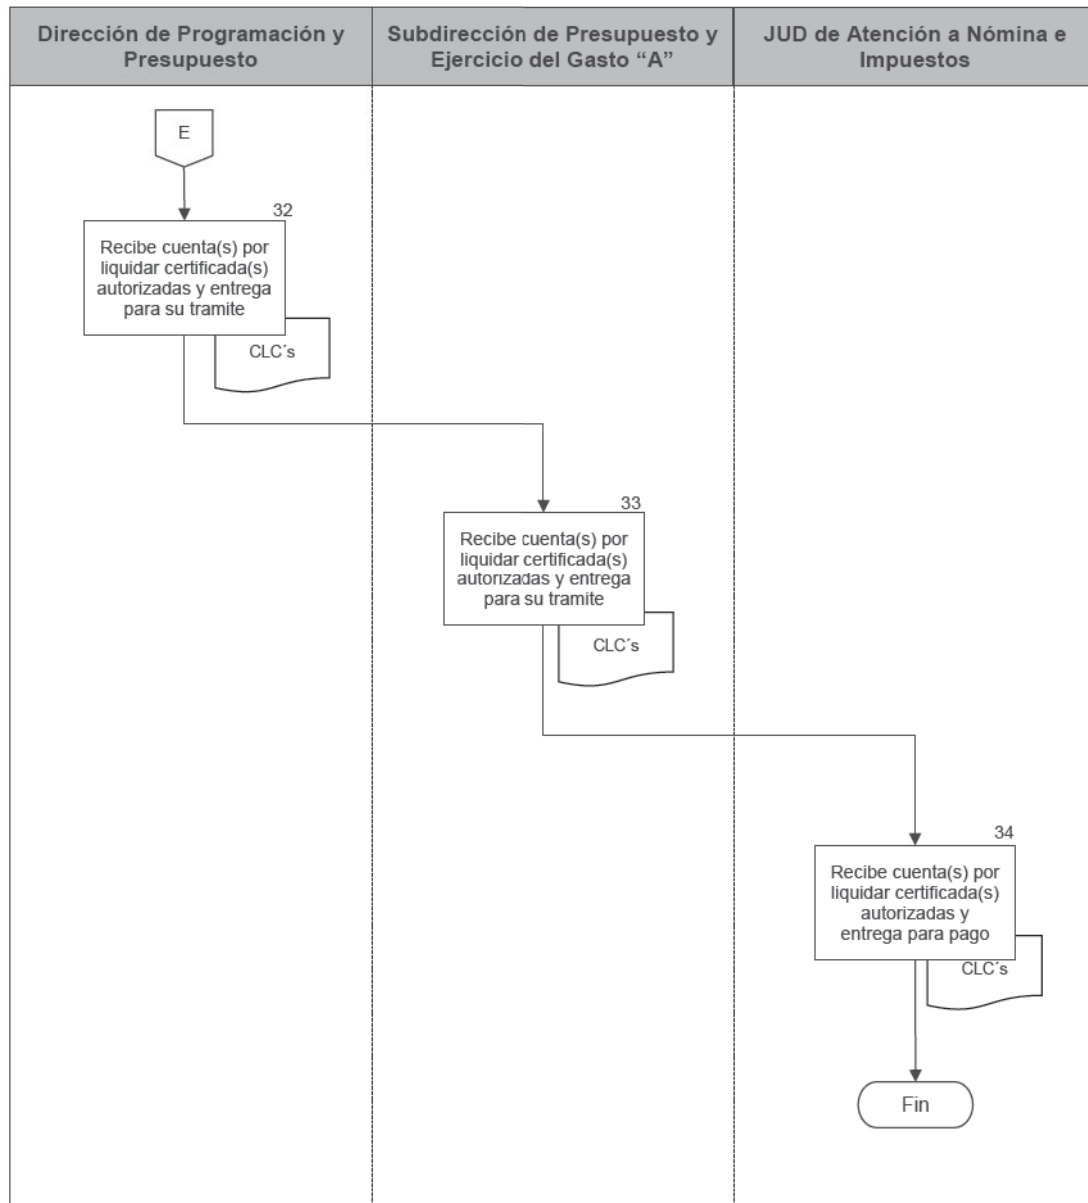 Dirección de Programación y
Presupuesto
Subdirección de Presupuesto y
Ejercicio del Gasto “A”
JUD de Atención a Nómina e
Impuestos
E
32
Recibe cuenta(s) por
liquidar certificada(s)
autorizadas y entrega
para su tramite
CLC´s
33
Recibe cuenta(s) por
liquidar certificada(s)
autorizadas y entrega
para su tramite
CLC´s
34
Recibe cuenta(s) por
liquidar certificada(s)
autorizadas y
entrega para pago
CLC´s
Fin